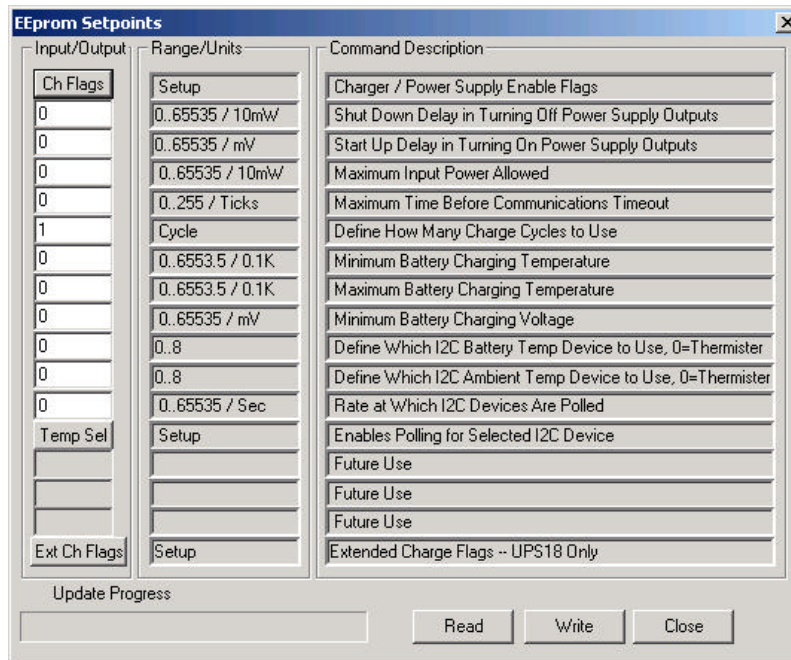 EEprom Setpoints
Input/Output Range/Units Command Description
Ch Flags Setup Charger / Power Supply Enable Flags
0 0..65535 / 10mW Shut Down Delay in Turning Off Power Supply Outputs
0 0..65535 / mV Start Up Delay in Turning On Power Supply Outputs
0 0..65535 / 10mW Maximum Input Power Allowed
0 0..255 / Ticks Maximum Time Before Communications Timeout
1 Cycle Define How Many Charge Cycles to Use
0 0..6553.5 / 0.1K Minimum Battery Charging Temperature
0 0..6553.5 / 0.1K Maximum Battery Charging Temperature
0 0..65535 / mV Minimum Battery Charging Voltage
0 0..8 Define Which I2C Battery Temp Device to Use, 0=Thermister
0 0..8 Define Which I2C Ambient Temp Device to Use, 0=Thermister
0 0..65535 / Sec Rate at Which I2C Devices Are Polled
Temp Sel Setup Enables Polling for Selected I2C Device
Future Use
Future Use
Future Use
Ext Ch Flags Setup Extended Charge Flags -- UPS18 Only
Update Progress
Read Write Close